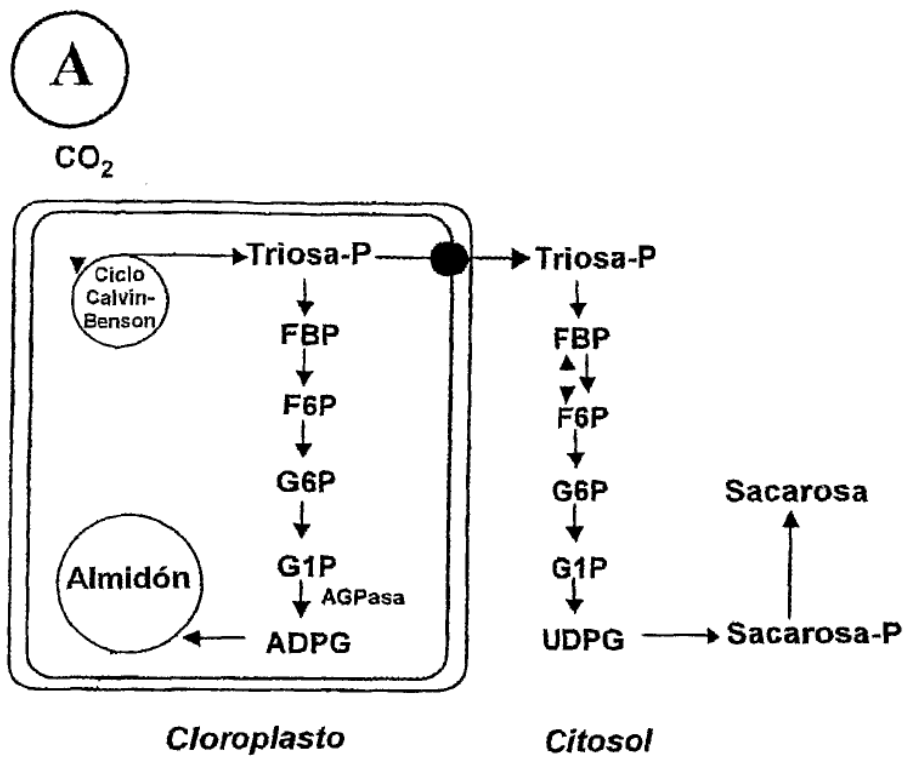 A
CO2
Triosa-P
Triosa-P
Ciclo
Calvin-
Benson
FBP
FBP
F6P
F6P
G6P
G6P
Sacarosa
Almidón
G1P
G1P
AGPasa
ADPG
UDPG
Sacarosa-P
Cloroplasto
Citosol